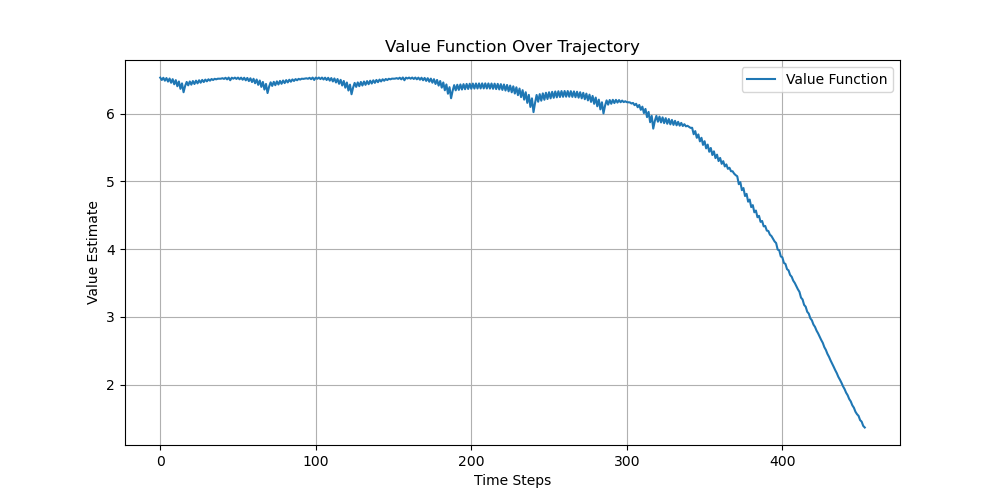 Value Function Over Trajectory
Value Function
6
5
4
3
2
Value Estimate
0 100 200 300 400
Time Steps